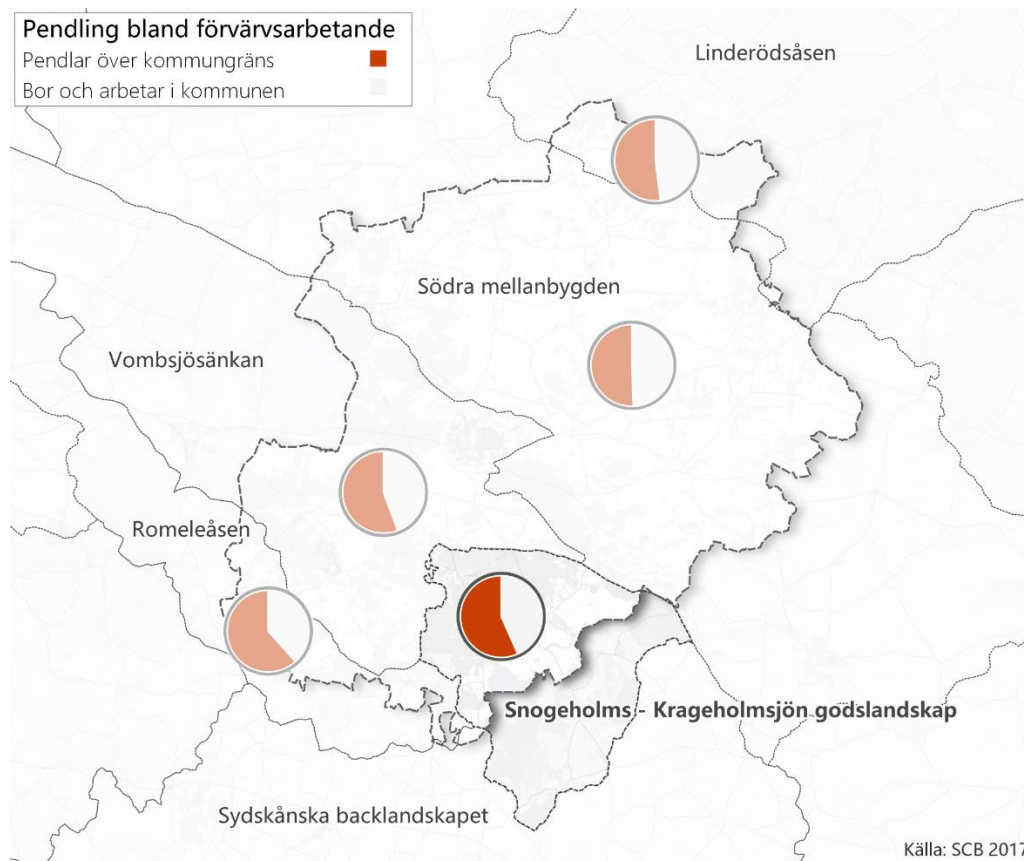 Pendling bland förvärvsarbetande
Pendlar över kommungräns
Bor och arbetar i kommunen
Linderödsåsen
Södra mellanbygden
Vombsjösänkan
Romeleåsen
Snogeholms - Krageholmsjön godslandskap
Sydskånska backlandskapet
Källa: SCB 2017